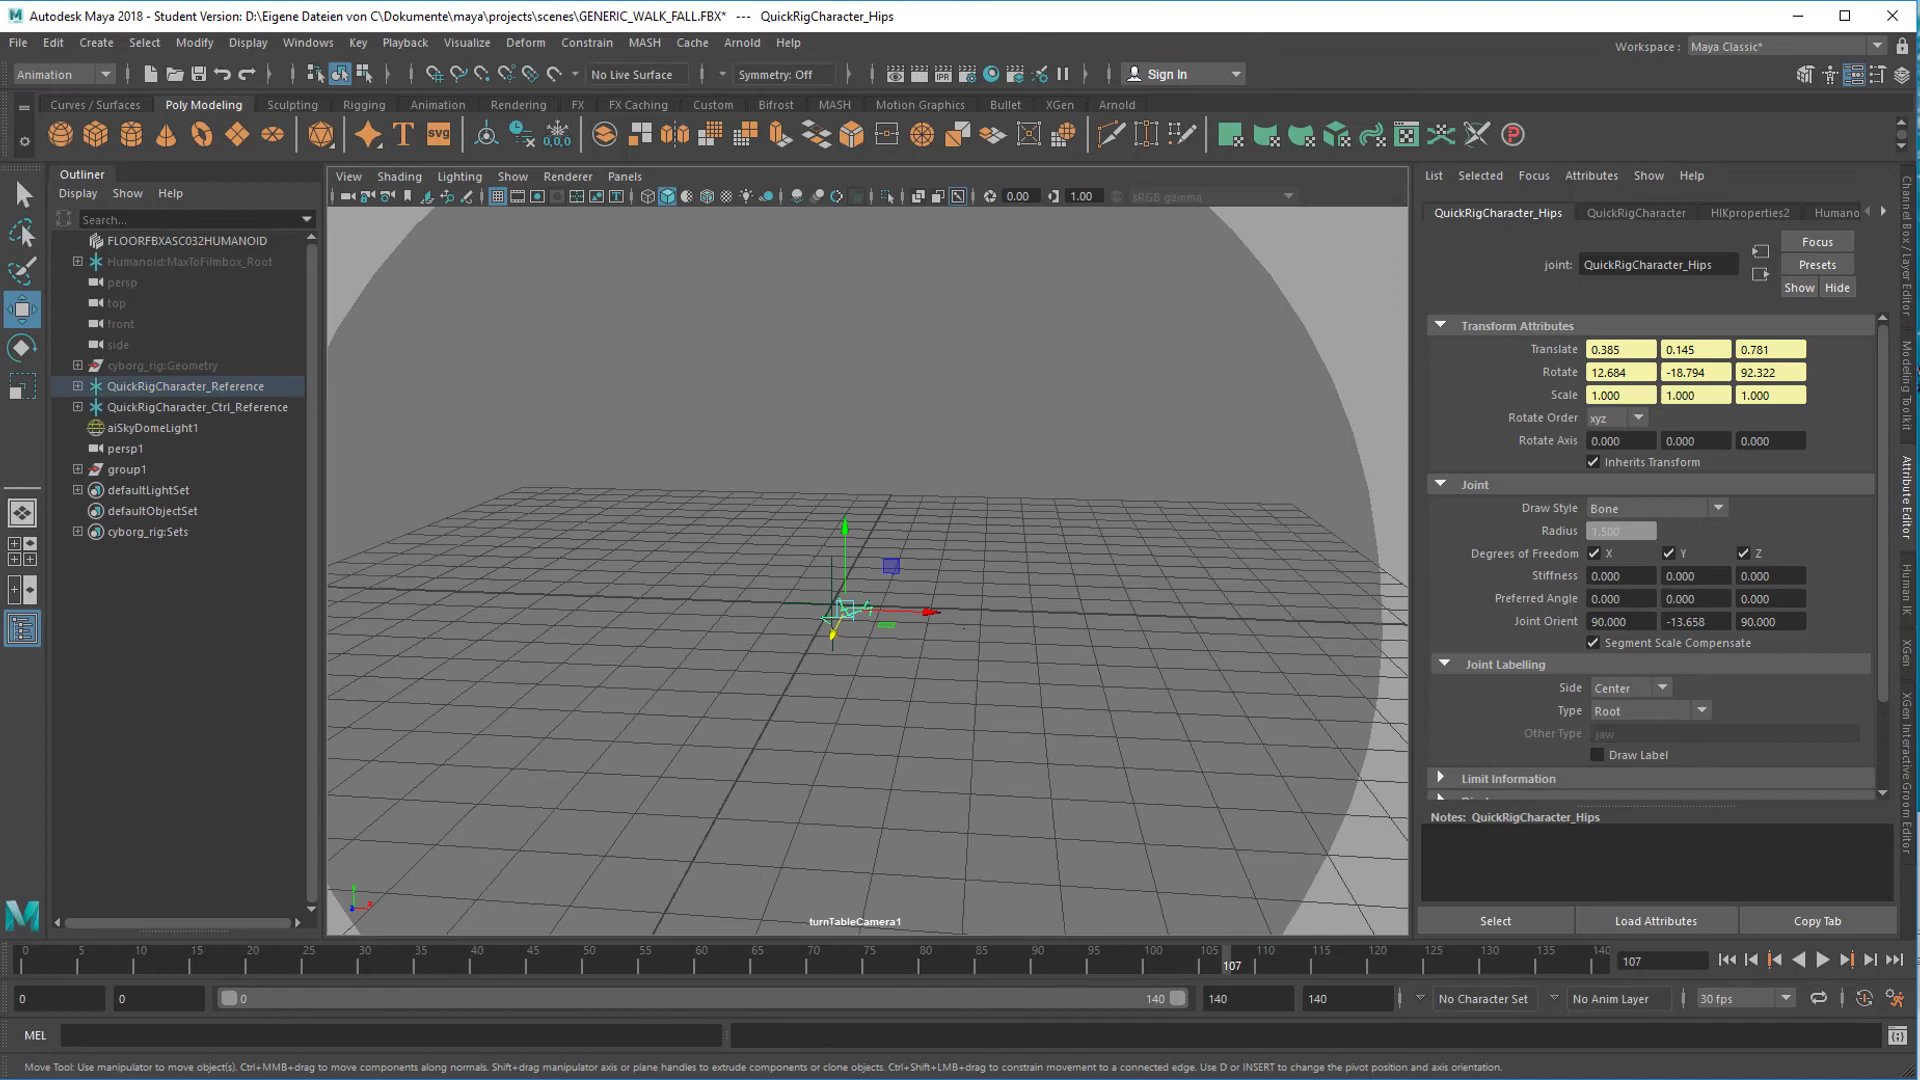 Autodesk Maya 2018 - Student Version: D:\Eigene Dateien von C\Dokumente\maya\projects\scenes\GENERIC_WALK_FALL.FBX* --- QuickRigCharacter_Hips
File Edit Create Select Modify Display Windows Key Playback Visualize Deform Constrain MASH Cache Arnold Help
Workspace : Maya Classic*
Animation No Live Surface Symmetry: Off Sign In
Curves / Surfaces Poly Modeling Sculpting Rigging Animation Rendering FX FX Caching Custom Bifrost MASH Motion Graphics Bullet XGen Arnold
Outliner
Display Show Help
Search...
FLOORFBXASC032HUMANOID
Humanoid:MaxToFilmbox_Root
persp
top
front
side
cyborg_rig:Geometry
QuickRigCharacter_Reference
QuickRigCharacter_Ctrl_Reference
aiSkyDomeLight1
persp1
group1
defaultLightSet
defaultObjectSet
cyborg_rig:Sets
View Shading Lighting Show Renderer Panels
0.00 1.00 sRGB gamma
turnTableCamera1
List Selected Focus Attributes Show Help
QuickRigCharacter_Hips QuickRigCharacter HIKproperties2 Humano
joint: QuickRigCharacter_Hips
Focus
Presets
Show Hide
Transform Attributes
Translate 0.385 0.145 0.781
Rotate 12.684 -18.794 92.322
Scale 1.000 1.000 1.000
Rotate Order xyz
Rotate Axis 0.000 0.000 0.000
Inherits Transform
Joint
Draw Style Bone
Radius 1.500
Degrees of Freedom X Y Z
Stiffness 0.000 0.000 0.000
Preferred Angle 0.000 0.000 0.000
Joint Orient 90.000 -13.658 90.000
Segment Scale Compensate
Joint Labelling
Side Center
Type Root
Other Type jaw
Draw Label
Limit Information
Notes: QuickRigCharacter_Hips
Select Load Attributes Copy Tab
Channel Box / Layer Editor
Modeling Toolkit
Attribute Editor
Human IK
XGen
XGen Interactive Groom Editor
0 5 10 15 20 25 30 35 40 45 50 55 60 65 70 75 80 85 90 95 100 105 110 115 120 125 130 135 140
107
107
0 0 0 140 140 140 No Character Set No Anim Layer 30 fps
MEL
Move Tool: Use manipulator to move object(s). Ctrl+MMB+drag to move components along normals. Shift+drag manipulator axis or plane handles to extrude components or clone objects. Ctrl+Shift+LMB+drag to constrain movement to a connected edge. Use D or INSERT to change the pivot position and axis orientation.